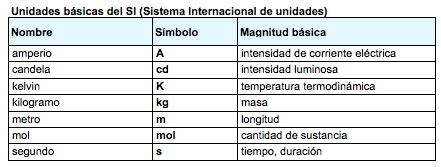 Unidades básicas del SI (Sistema Internacional de unidades)
Nombre Símbolo Magnitud básica
amperio A intensidad de corriente eléctrica
candela cd intensidad luminosa
kelvin K temperatura termodinámica
kilogramo kg masa
metro m longitud
mol mol cantidad de sustancia
segundo s tiempo, duración